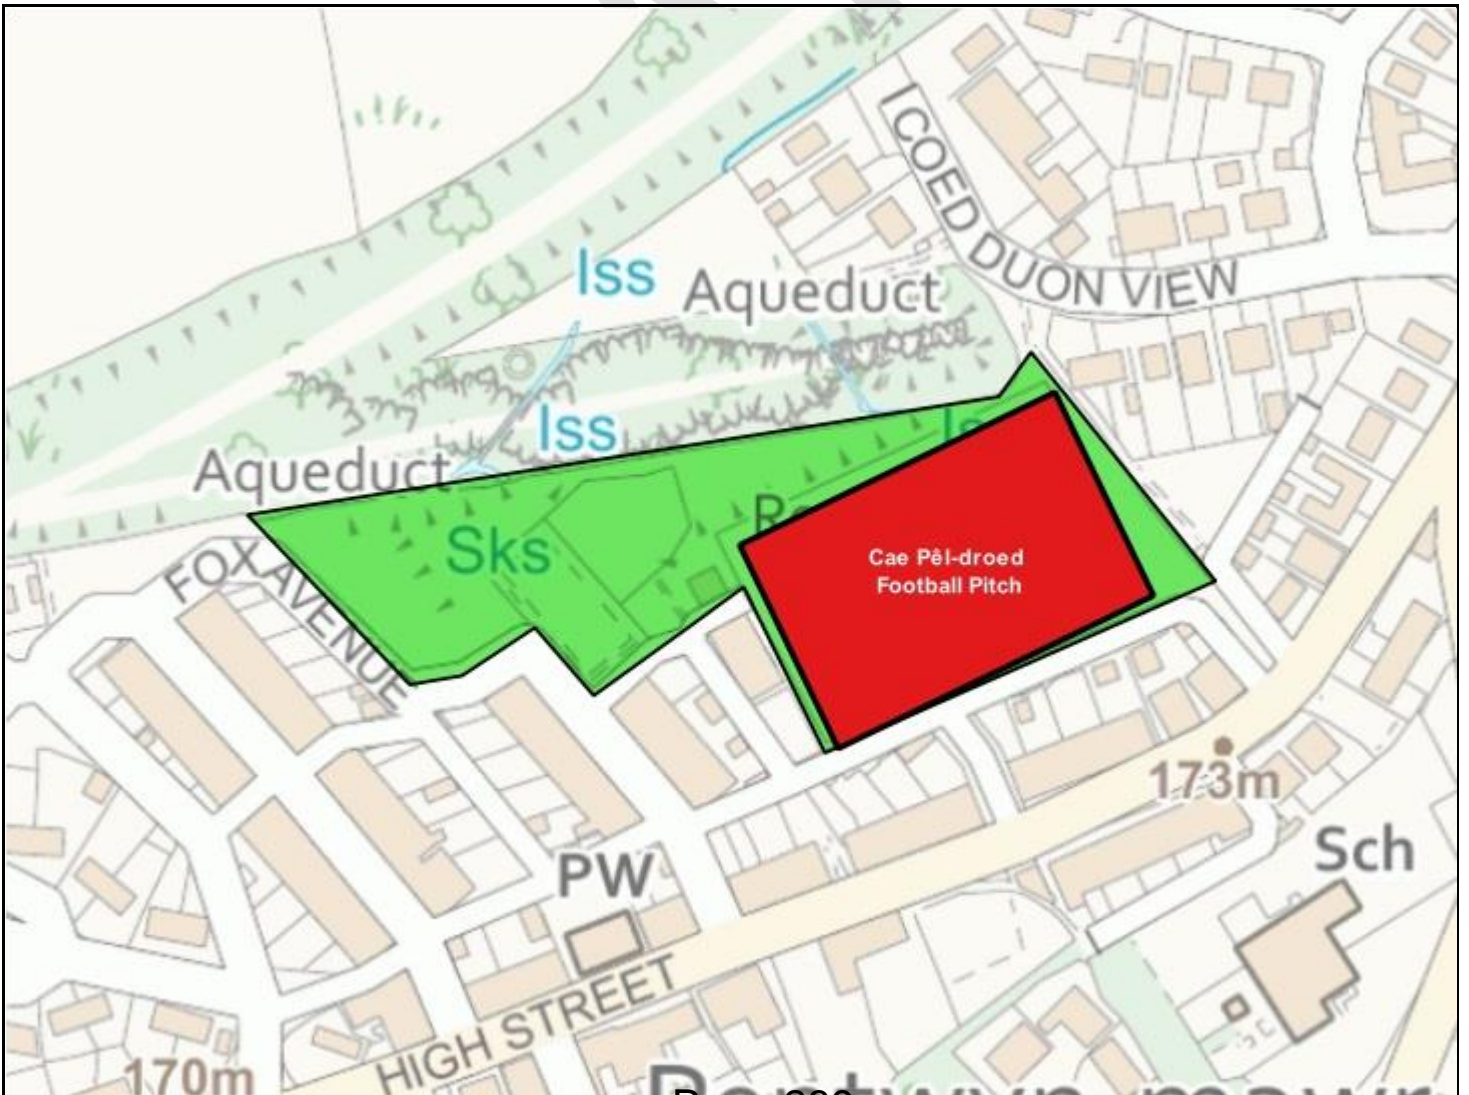 COED DUON VIEW
Iss
Aqueduct
Iss
Aqueduct
Sks
FOX AVENUE
Cae Pêl-droed
Football Pitch
173m
Sch
PW
HIGH STREET
170m